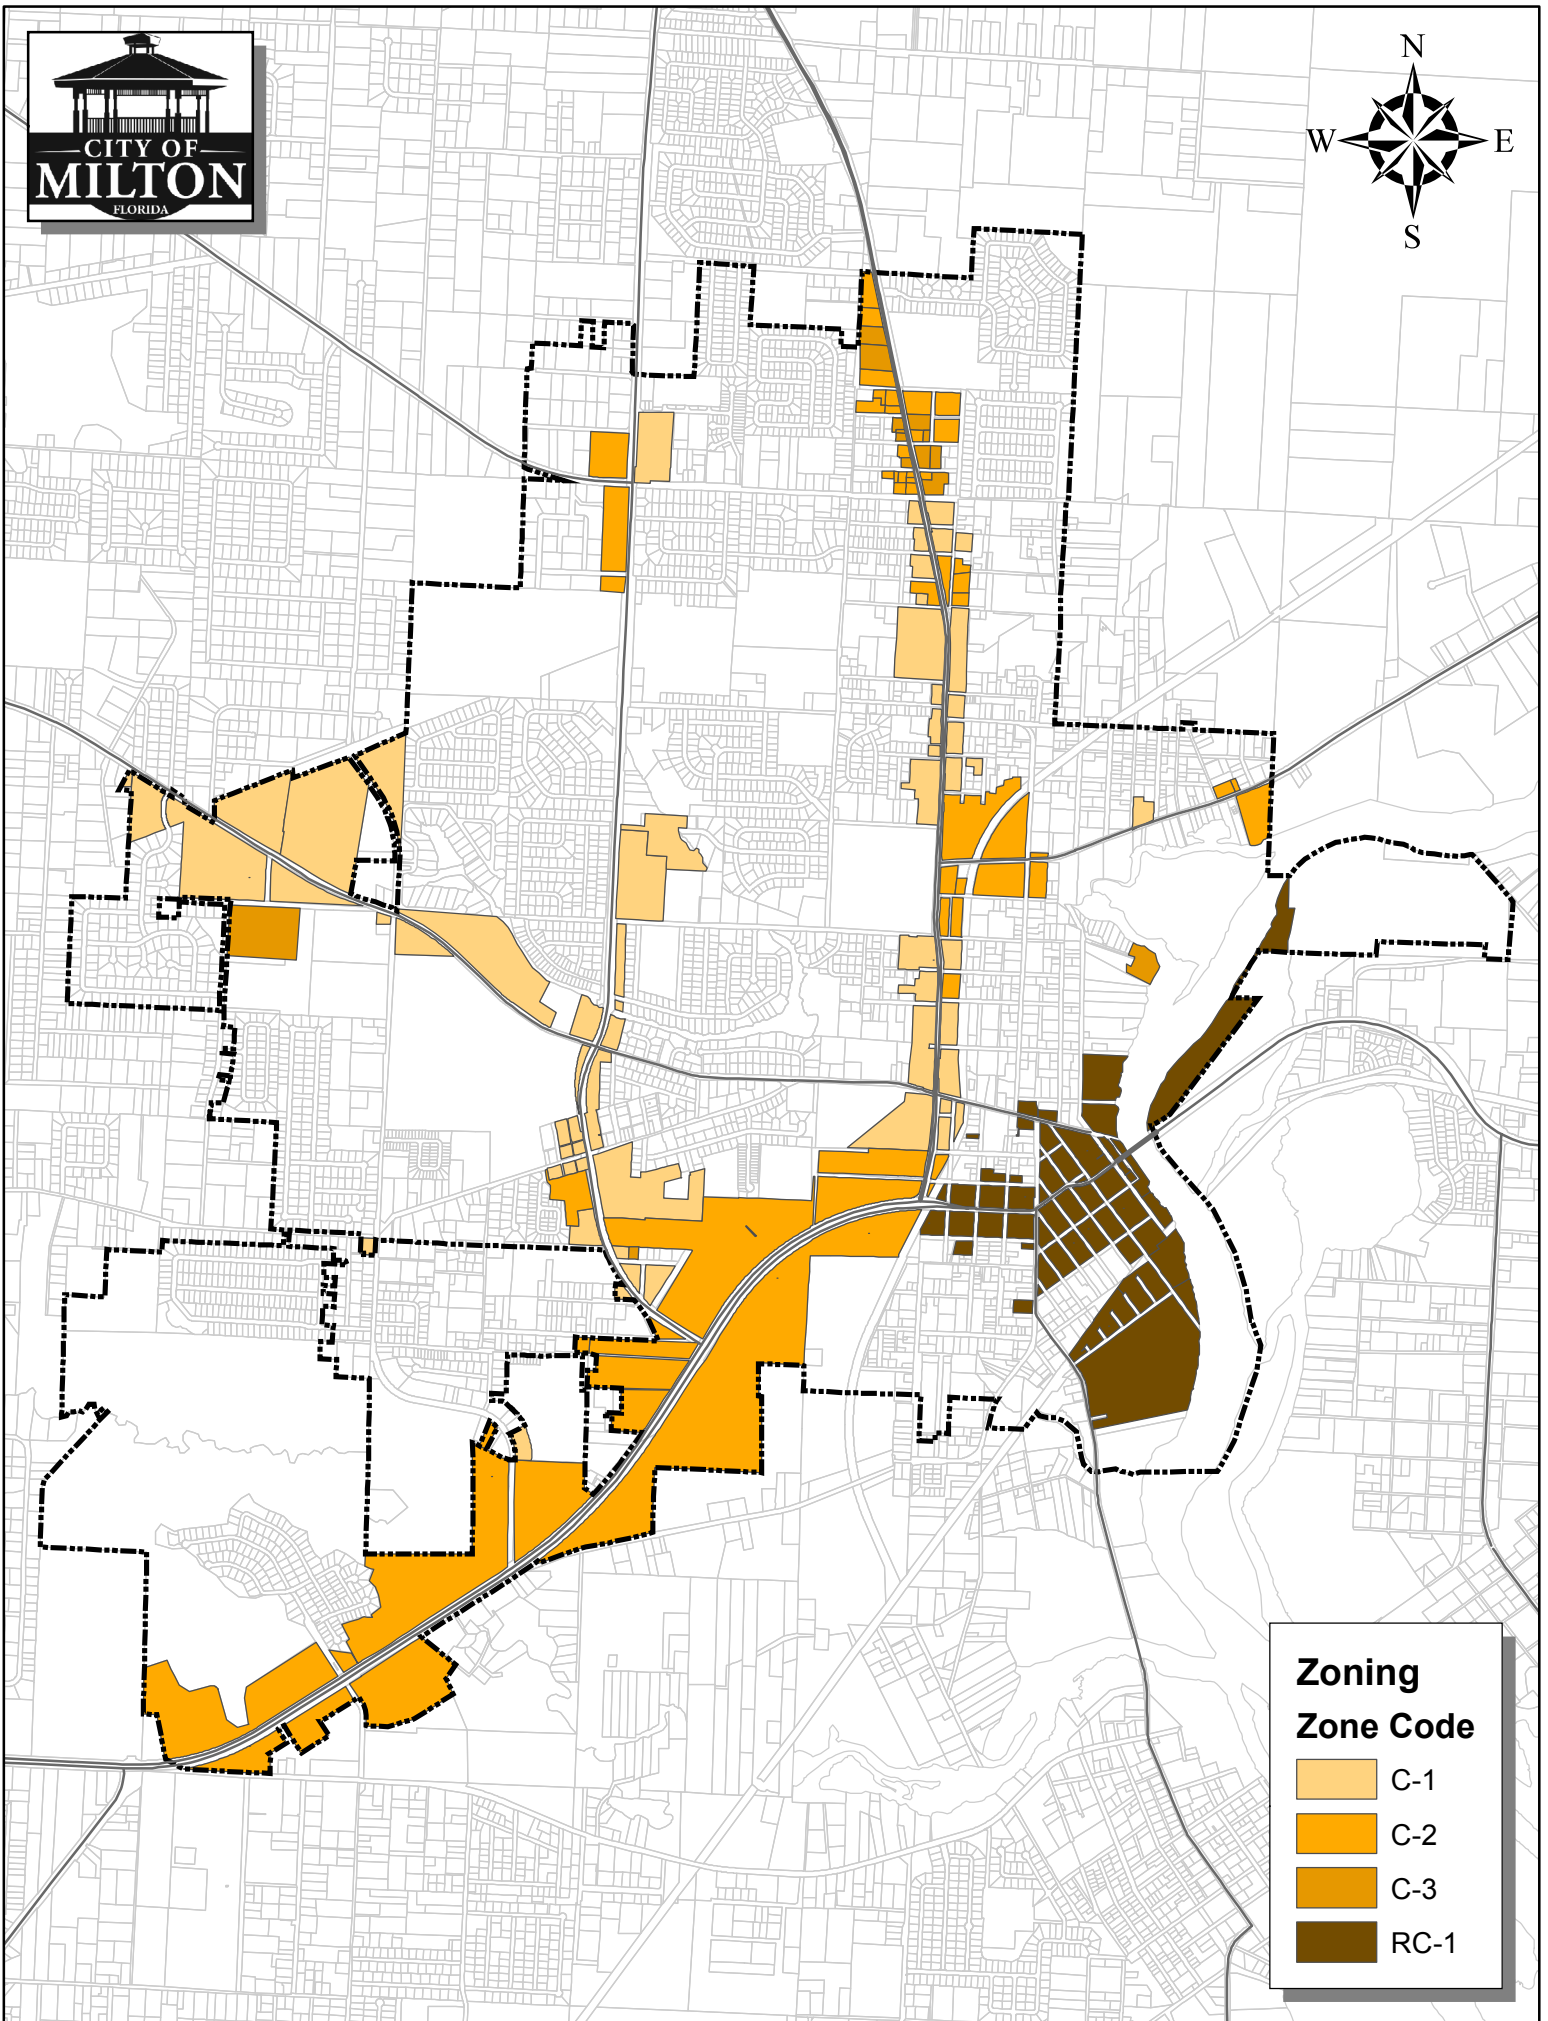 CITY OF
MILTON
FLORIDA
N
W
E
S
Zoning
Zone Code
C-1
C-2
C-3
RC-1